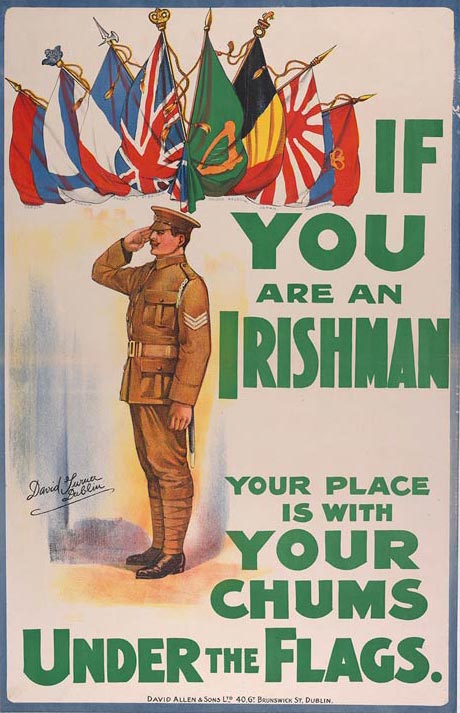 IF
YOU
ARE AN
IRISHMAN
YOUR PLACE
IS WITH
YOUR
CHUMS
UNDER THE FLAGS.
David Turner
Dublin
DAVID ALLEN & SONS LTD 40, GT BRUNSWICK ST, DUBLIN.